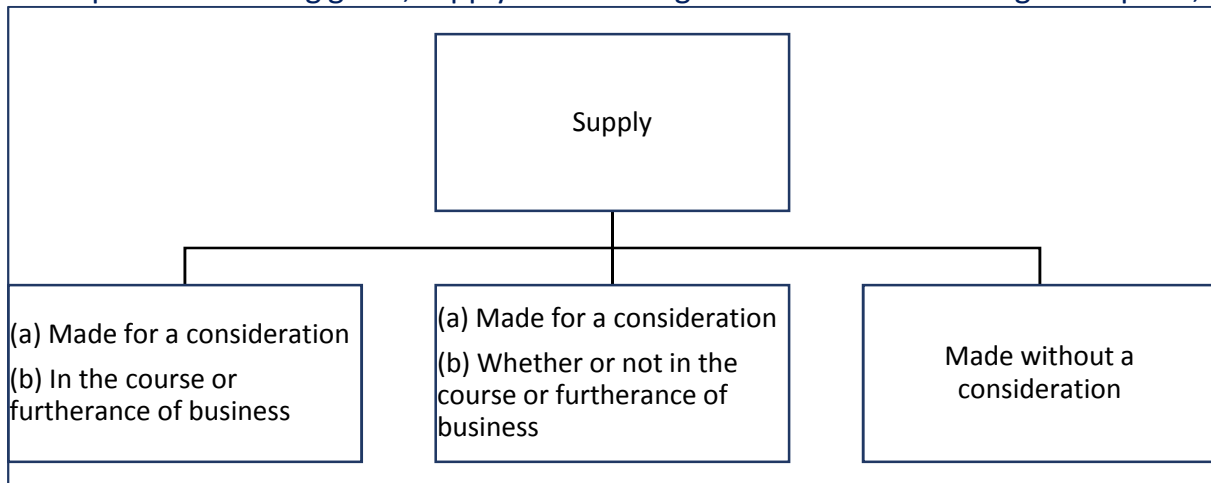 Supply
(a) Made for a consideration
(b) In the course or
furtherance of business
(a) Made for a consideration
(b) Whether or not in the
course or furtherance of
business
Made without a
consideration